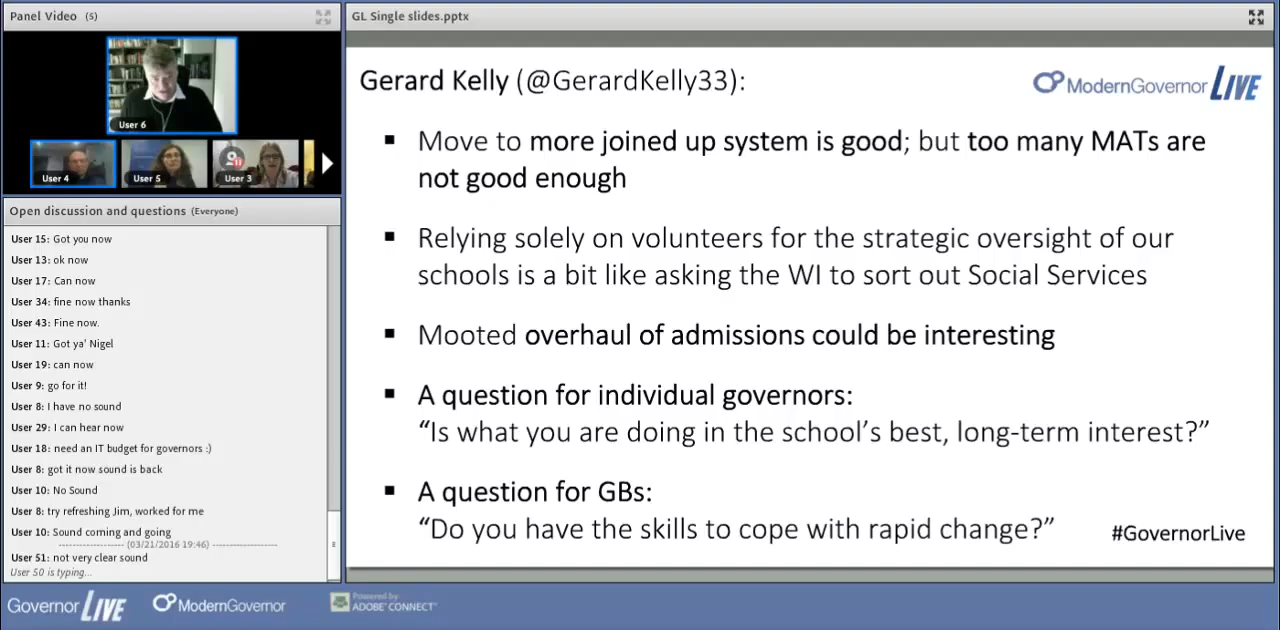 Panel Video (5)
User 6
User 4
User 5
User 3
Open discussion and questions (Everyone)
User 15: Got you now
User 13: ok now
User 17: Can now
User 34: fine now thanks
User 43: Fine now.
User 11: Got ya' Nigel
User 19: can now
User 9: go for it!
User 8: I have no sound
User 29: I can hear now
User 18: need an IT budget for governors :)
User 8: got it now sound is back
User 10: No Sound
User 8: try refreshing Jim, worked for me
User 10: Sound coming and going
-------------------- (03/21/2016 19:46) --------------------
User 51: not very clear sound
User 50 is typing...
GL Single slides.pptx
Gerard Kelly (@GerardKelly33):
ModernGovernor LIVE
▪ Move to more joined up system is good; but too many MATs are
not good enough
▪ Relying solely on volunteers for the strategic oversight of our
schools is a bit like asking the WI to sort out Social Services
▪ Mooted overhaul of admissions could be interesting
▪ A question for individual governors:
“Is what you are doing in the school’s best, long-term interest?”
▪ A question for GBs:
“Do you have the skills to cope with rapid change?”
#GovernorLive
Governor LIVE
ModernGovernor
Powered by
ADOBE' CONNECT"